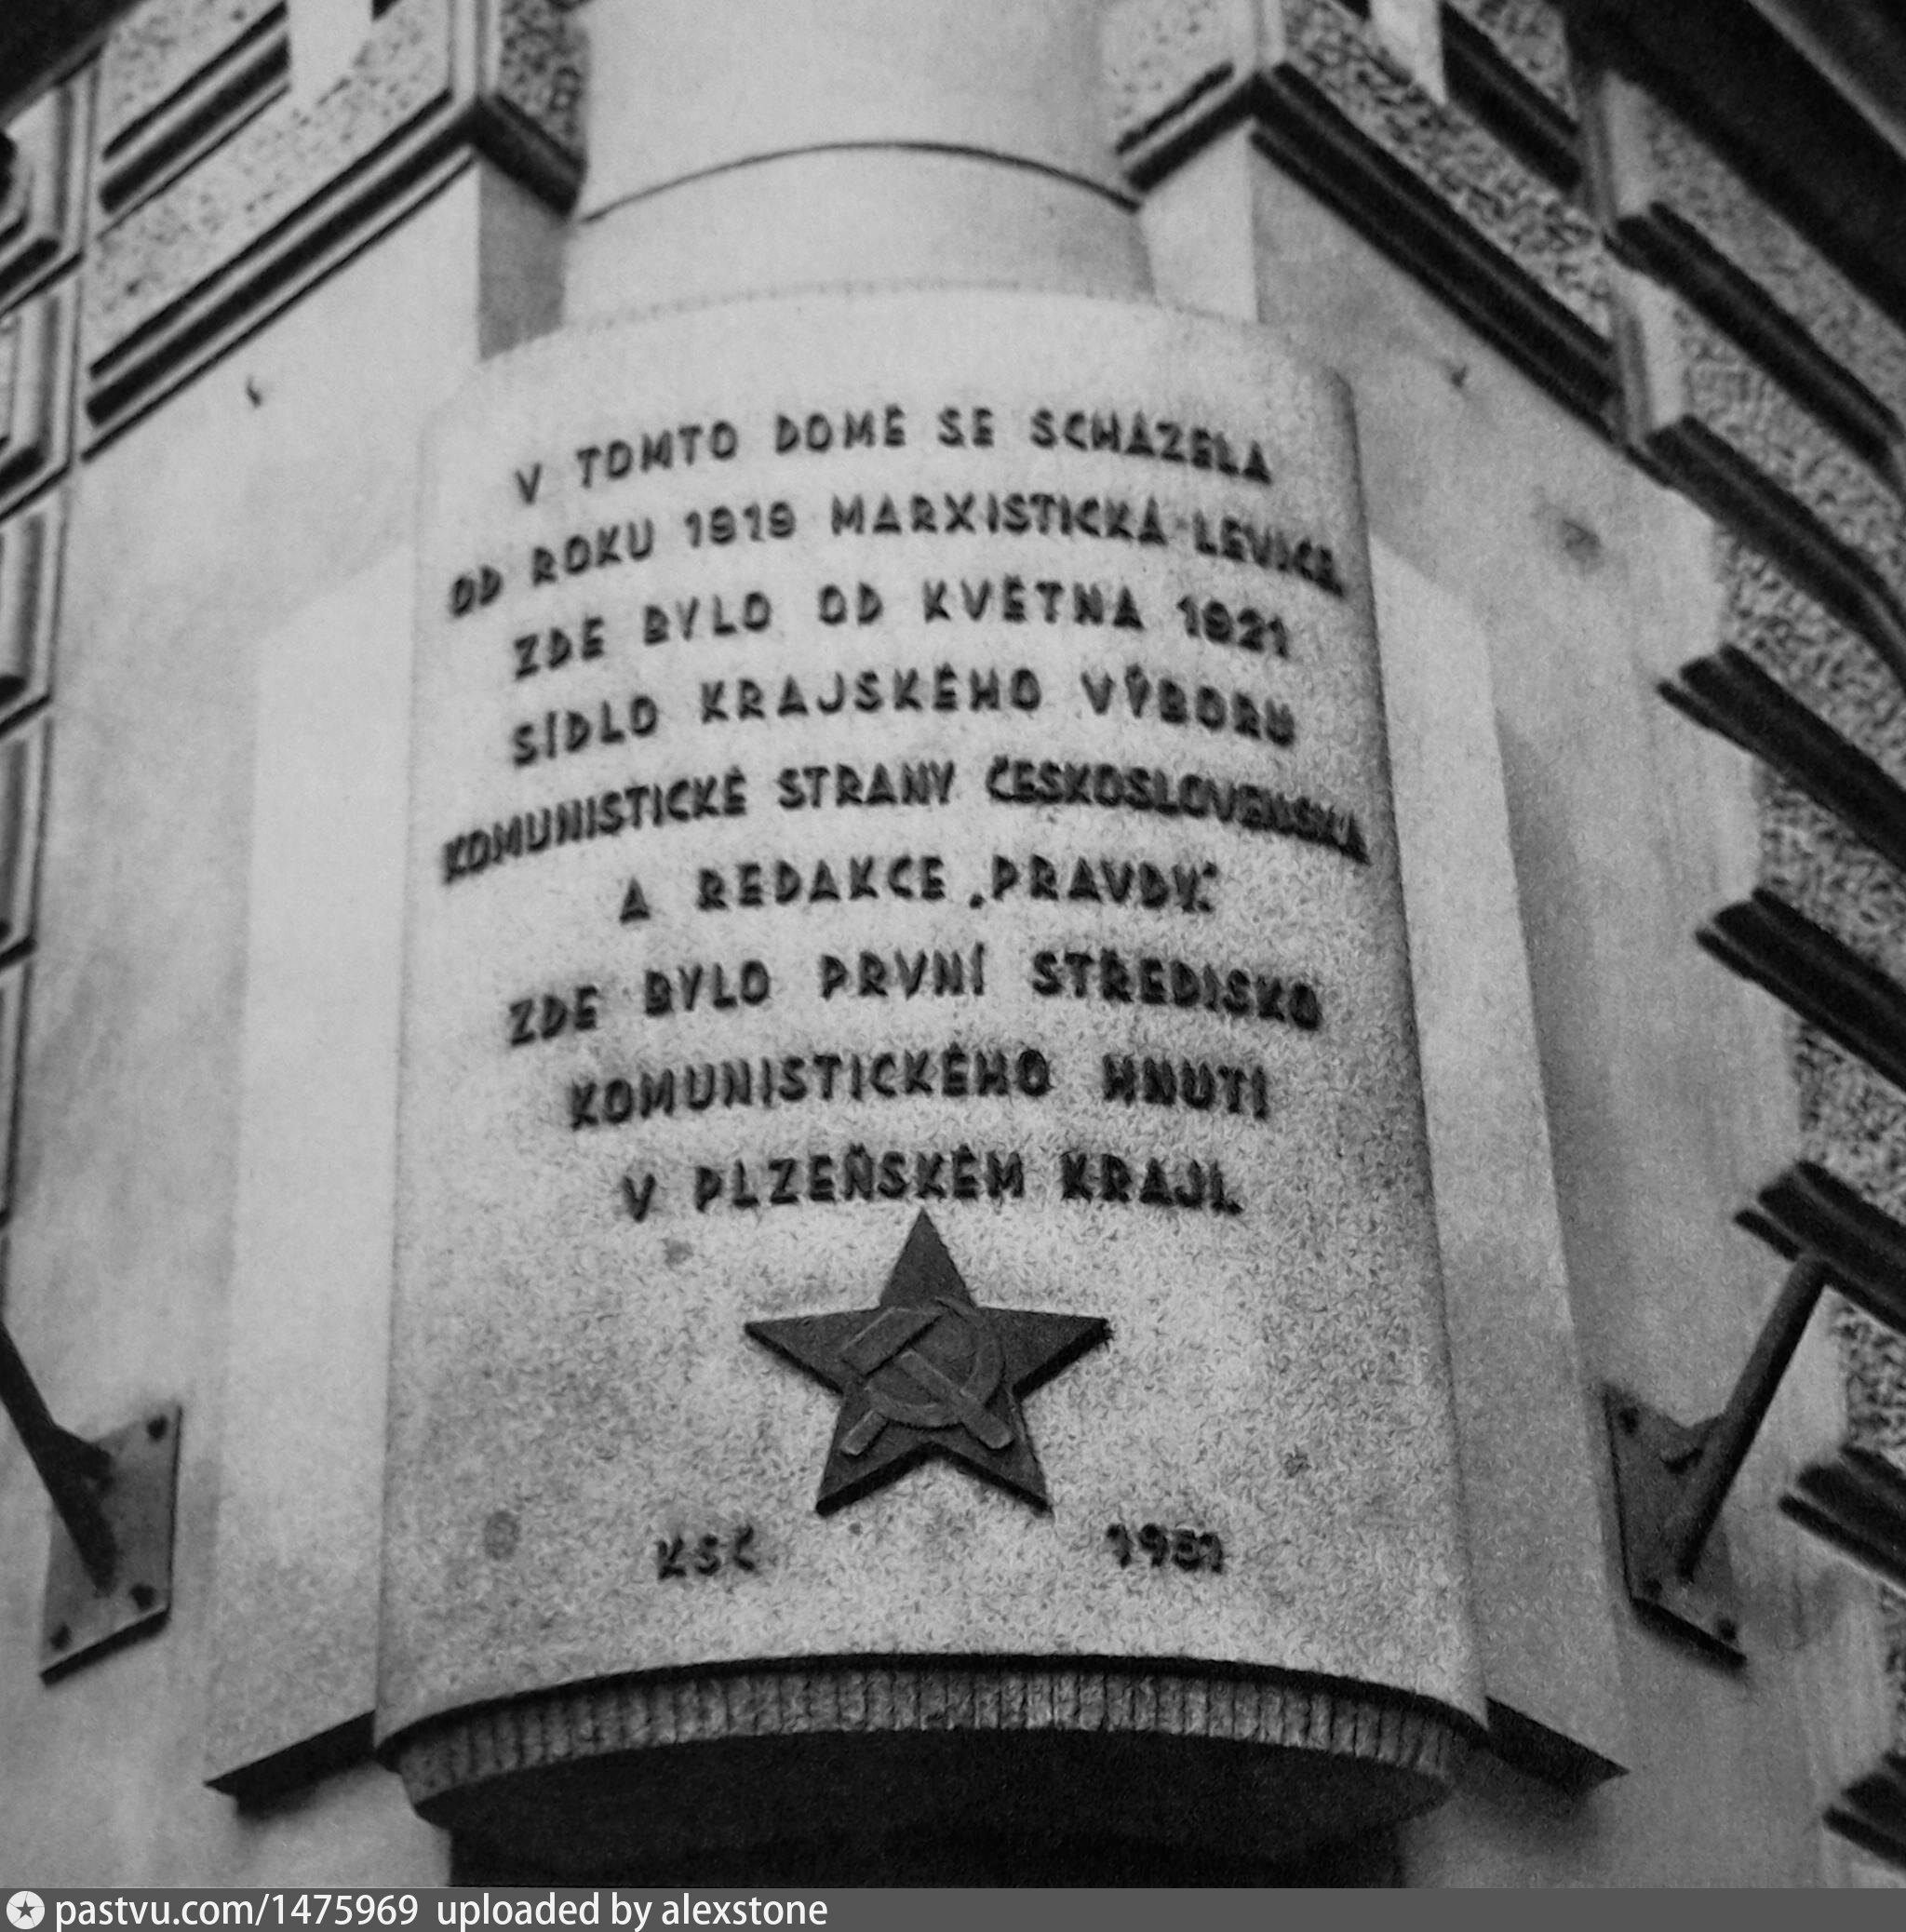 V TOMTO DOMĚ SE SCHÁZELA
OD ROKU 1919 MARXISTICKÁ LEVICE
ZDE BYLO OD KVĚTNA 1921
SÍDLO KRAJSKÉHO VÝBORU
KOMUNISTICKÉ STRANY ČESKOSLOVENSKA
A REDAKCE „PRAVDY“.
ZDE BYLO PRVNÍ STŘEDISKO
KOMUNISTICKÉHO HNUTÍ
V PLZEŇSKÉM KRAJI.
KSČ 1951
pastvu.com/1475969 uploaded by alexstone